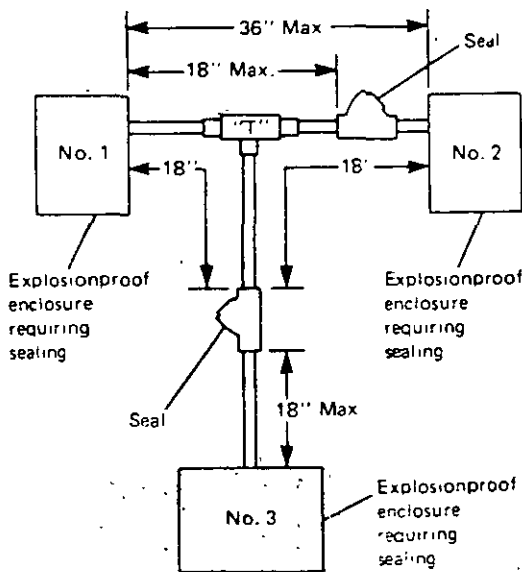 36" Max
Seal
18" Max.
"T"
No. 1
No. 2
18"
18'
Explosionproof
enclosure
requiring
sealing
Explosionproof
enclosure
requiring
sealing
Seal
18" Max
No. 3
Explosionproof
enclosure
requiring
sealing